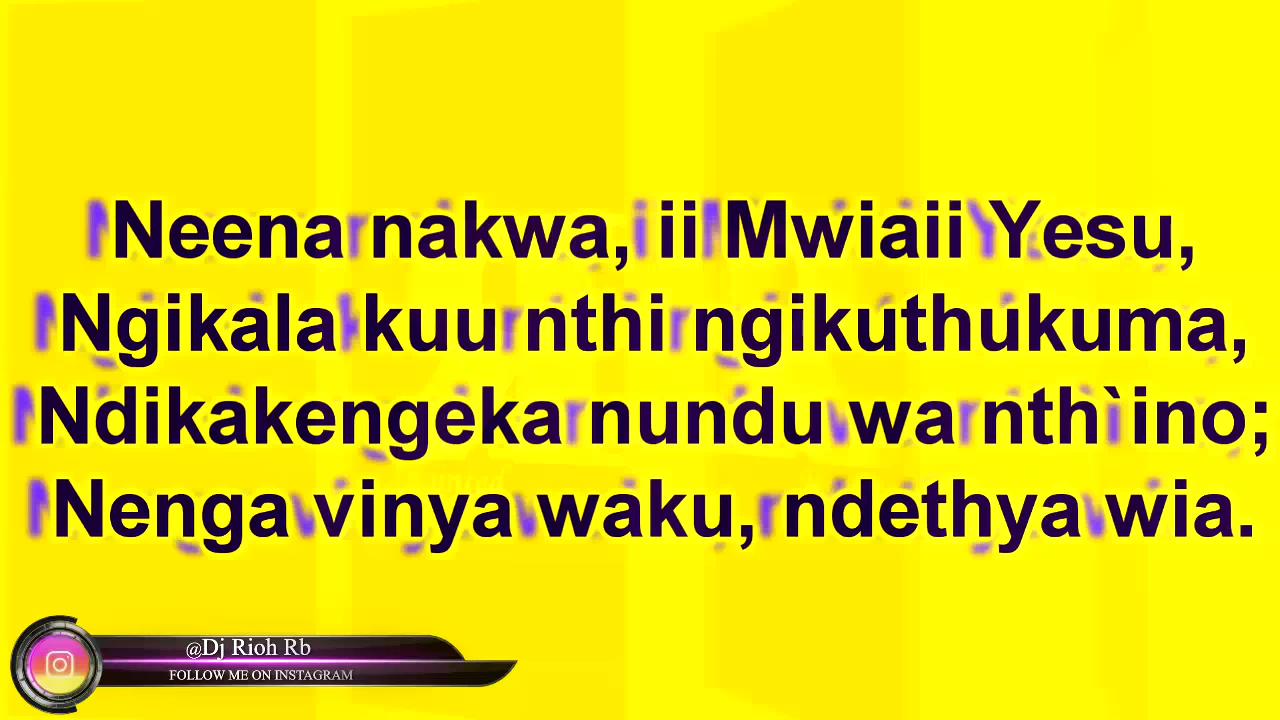 Neena nakwa, ii Mwiaii Yesu,
Ngikala kuu nthi ngikuthukuma,
Ndikakengeka nundu wa nth`ino;
Nenga vinya waku, ndethya wia.
@Dj Rioh Rb
FOLLOW ME ON INSTAGRAM